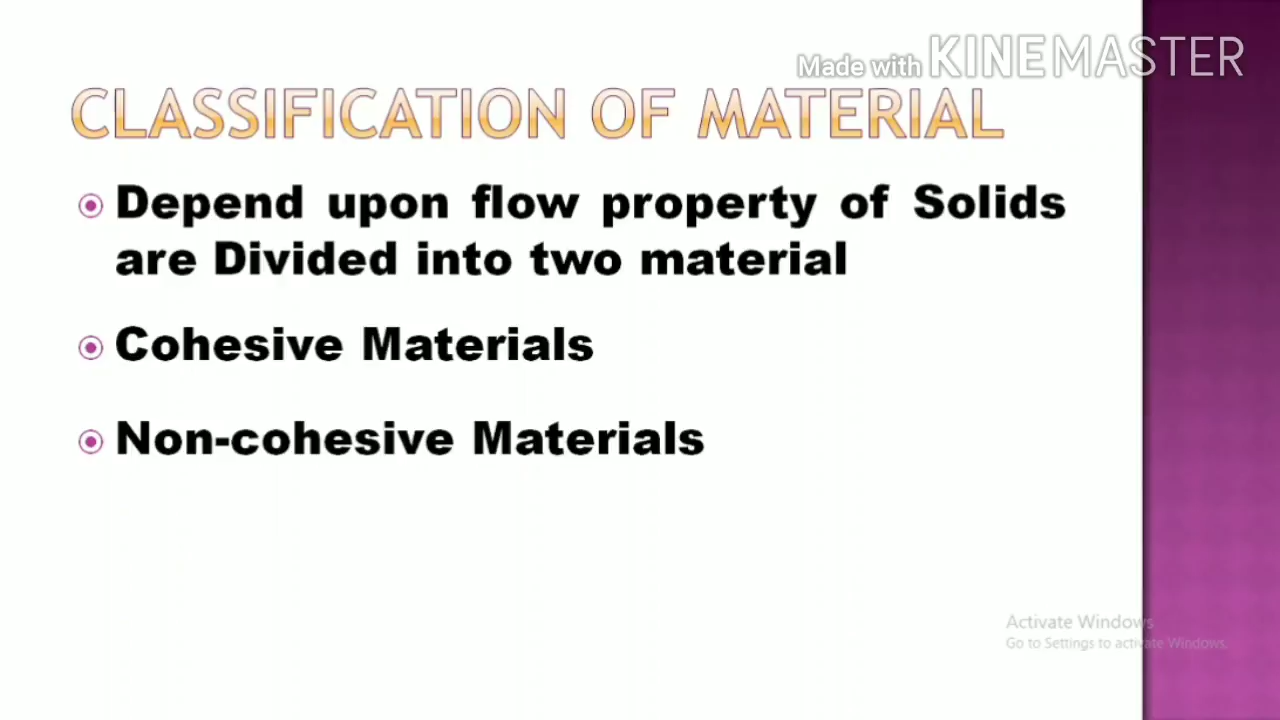 Made with KINEMASTER
CLASSIFICATION OF MATERIAL
Depend upon flow property of Solids
are Divided into two material
Cohesive Materials
Non-cohesive Materials
Activate Windows
Go to Settings to activate Windows.